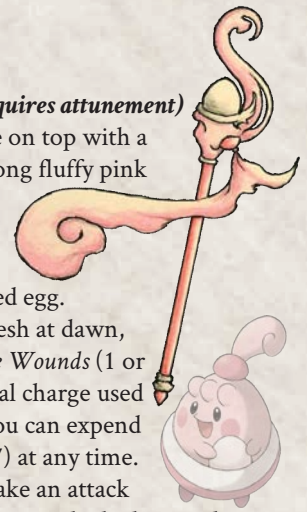 quires attunement)
e on top with a
ong fluffy pink
ed egg.
esh at dawn,
e Wounds (1 or
al charge used
ou can expend
) at any time.
ake an attack